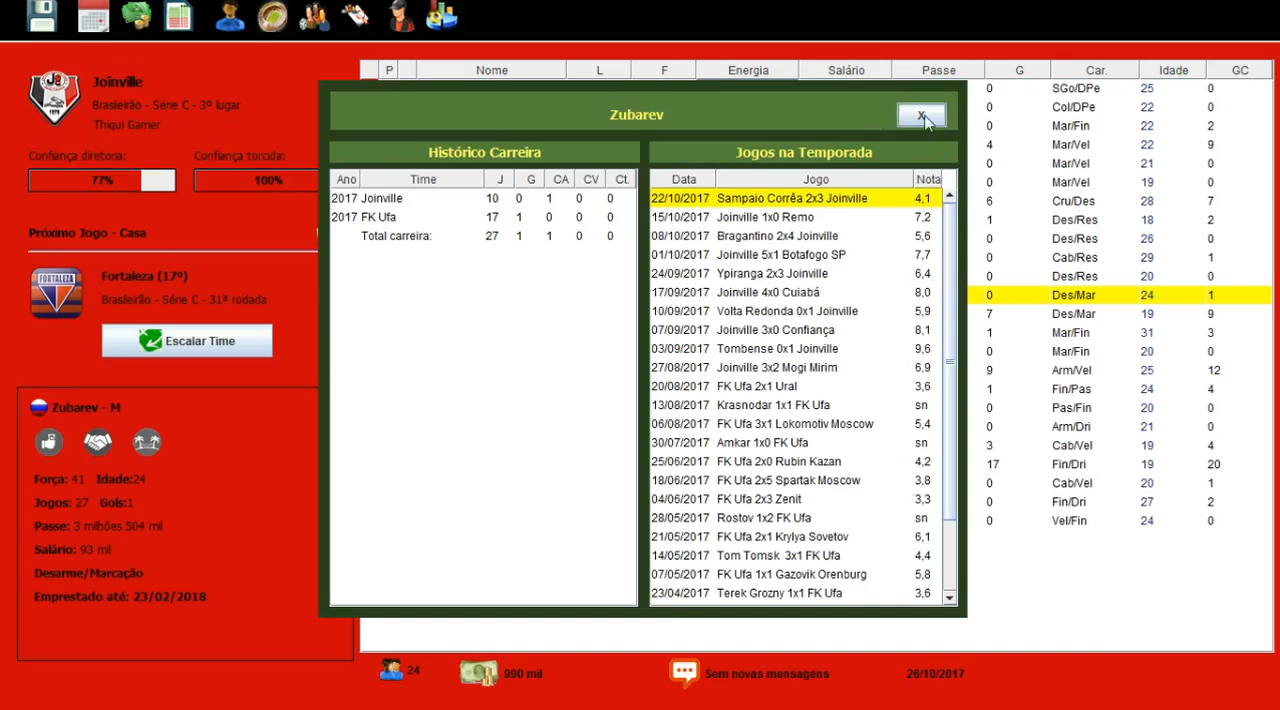 Joinville
Brasileirão - Série C - 3º lugar
Thiqui Gamer
Confiança diretoria:
Confiança torcida:
77%
100%
Próximo Jogo - Casa
Fortaleza (17º)
Brasileirão - Série C - 31ª rodada
Escalar Time
Zubarev - M
Força: 41 Idade:24
Jogos: 27 Gols:1
Passe: 3 milhões 504 mil
Salário: 93 mil
Desarme/Marcação
Emprestado até: 23/02/2018
P Nome L F Energia Salário Passe G Car. Idade GC
Zubarev
X
Histórico Carreira
Ano Time J G CA CV Ct.
2017 Joinville 10 0 1 0 0
2017 FK Ufa 17 1 0 0 0
Total carreira: 27 1 1 0 0
Jogos na Temporada
Data Jogo Nota
22/10/2017 Sampaio Corrêa 2x3 Joinville 4,1
15/10/2017 Joinville 1x0 Remo 7,2
08/10/2017 Bragantino 2x4 Joinville 5,6
01/10/2017 Joinville 5x1 Botafogo SP 7,7
24/09/2017 Ypiranga 2x3 Joinville 6,4
17/09/2017 Joinville 4x0 Cuiabá 8,0
10/09/2017 Volta Redonda 0x1 Joinville 5,9
07/09/2017 Joinville 3x0 Confiança 8,1
03/09/2017 Tombense 0x1 Joinville 9,6
27/08/2017 Joinville 3x2 Mogi Mirim 6,9
20/08/2017 FK Ufa 2x1 Ural 3,6
13/08/2017 Krasnodar 1x1 FK Ufa sn
06/08/2017 FK Ufa 3x1 Lokomotiv Moscow 5,4
30/07/2017 Amkar 1x0 FK Ufa sn
25/06/2017 FK Ufa 2x0 Rubin Kazan 4,2
18/06/2017 FK Ufa 2x5 Spartak Moscow 3,8
04/06/2017 FK Ufa 2x3 Zenit 3,3
28/05/2017 Rostov 1x2 FK Ufa sn
21/05/2017 FK Ufa 2x1 Krylya Sovetov 6,1
14/05/2017 Tom Tomsk 3x1 FK Ufa 4,4
07/05/2017 FK Ufa 1x1 Gazovik Orenburg 5,8
23/04/2017 Terek Grozny 1x1 FK Ufa 3,6
0 SGo/DPe 25 0
0 Col/DPe 22 0
0 Mar/Fin 22 2
4 Mar/Vel 22 9
0 Mar/Vel 21 0
0 Mar/Vel 19 0
6 Cru/Des 28 7
1 Des/Res 18 2
0 Des/Res 26 0
0 Cab/Res 29 1
0 Des/Res 20 0
0 Des/Mar 24 1
7 Des/Mar 19 9
1 Mar/Fin 31 3
0 Mar/Fin 20 0
9 Arm/Vel 25 12
1 Fin/Pas 24 4
0 Pas/Fin 20 0
0 Arm/Dri 21 0
3 Cab/Vel 19 4
17 Fin/Dri 19 20
0 Cab/Vel 20 1
0 Fin/Dri 27 2
0 Vel/Fin 24 0
24
990 mil
Sem novas mensagens
26/10/2017